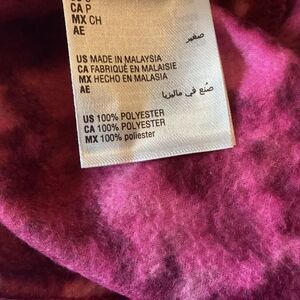 CA P
MX CH
AE صغير
US MADE IN MALAYSIA
CA FABRIQUÉ EN MALAISIE
MX HECHO EN MALASIA
AE صُنع في ماليزيا
US 100% POLYESTER
CA 100% POLYESTER
MX 100% poliester